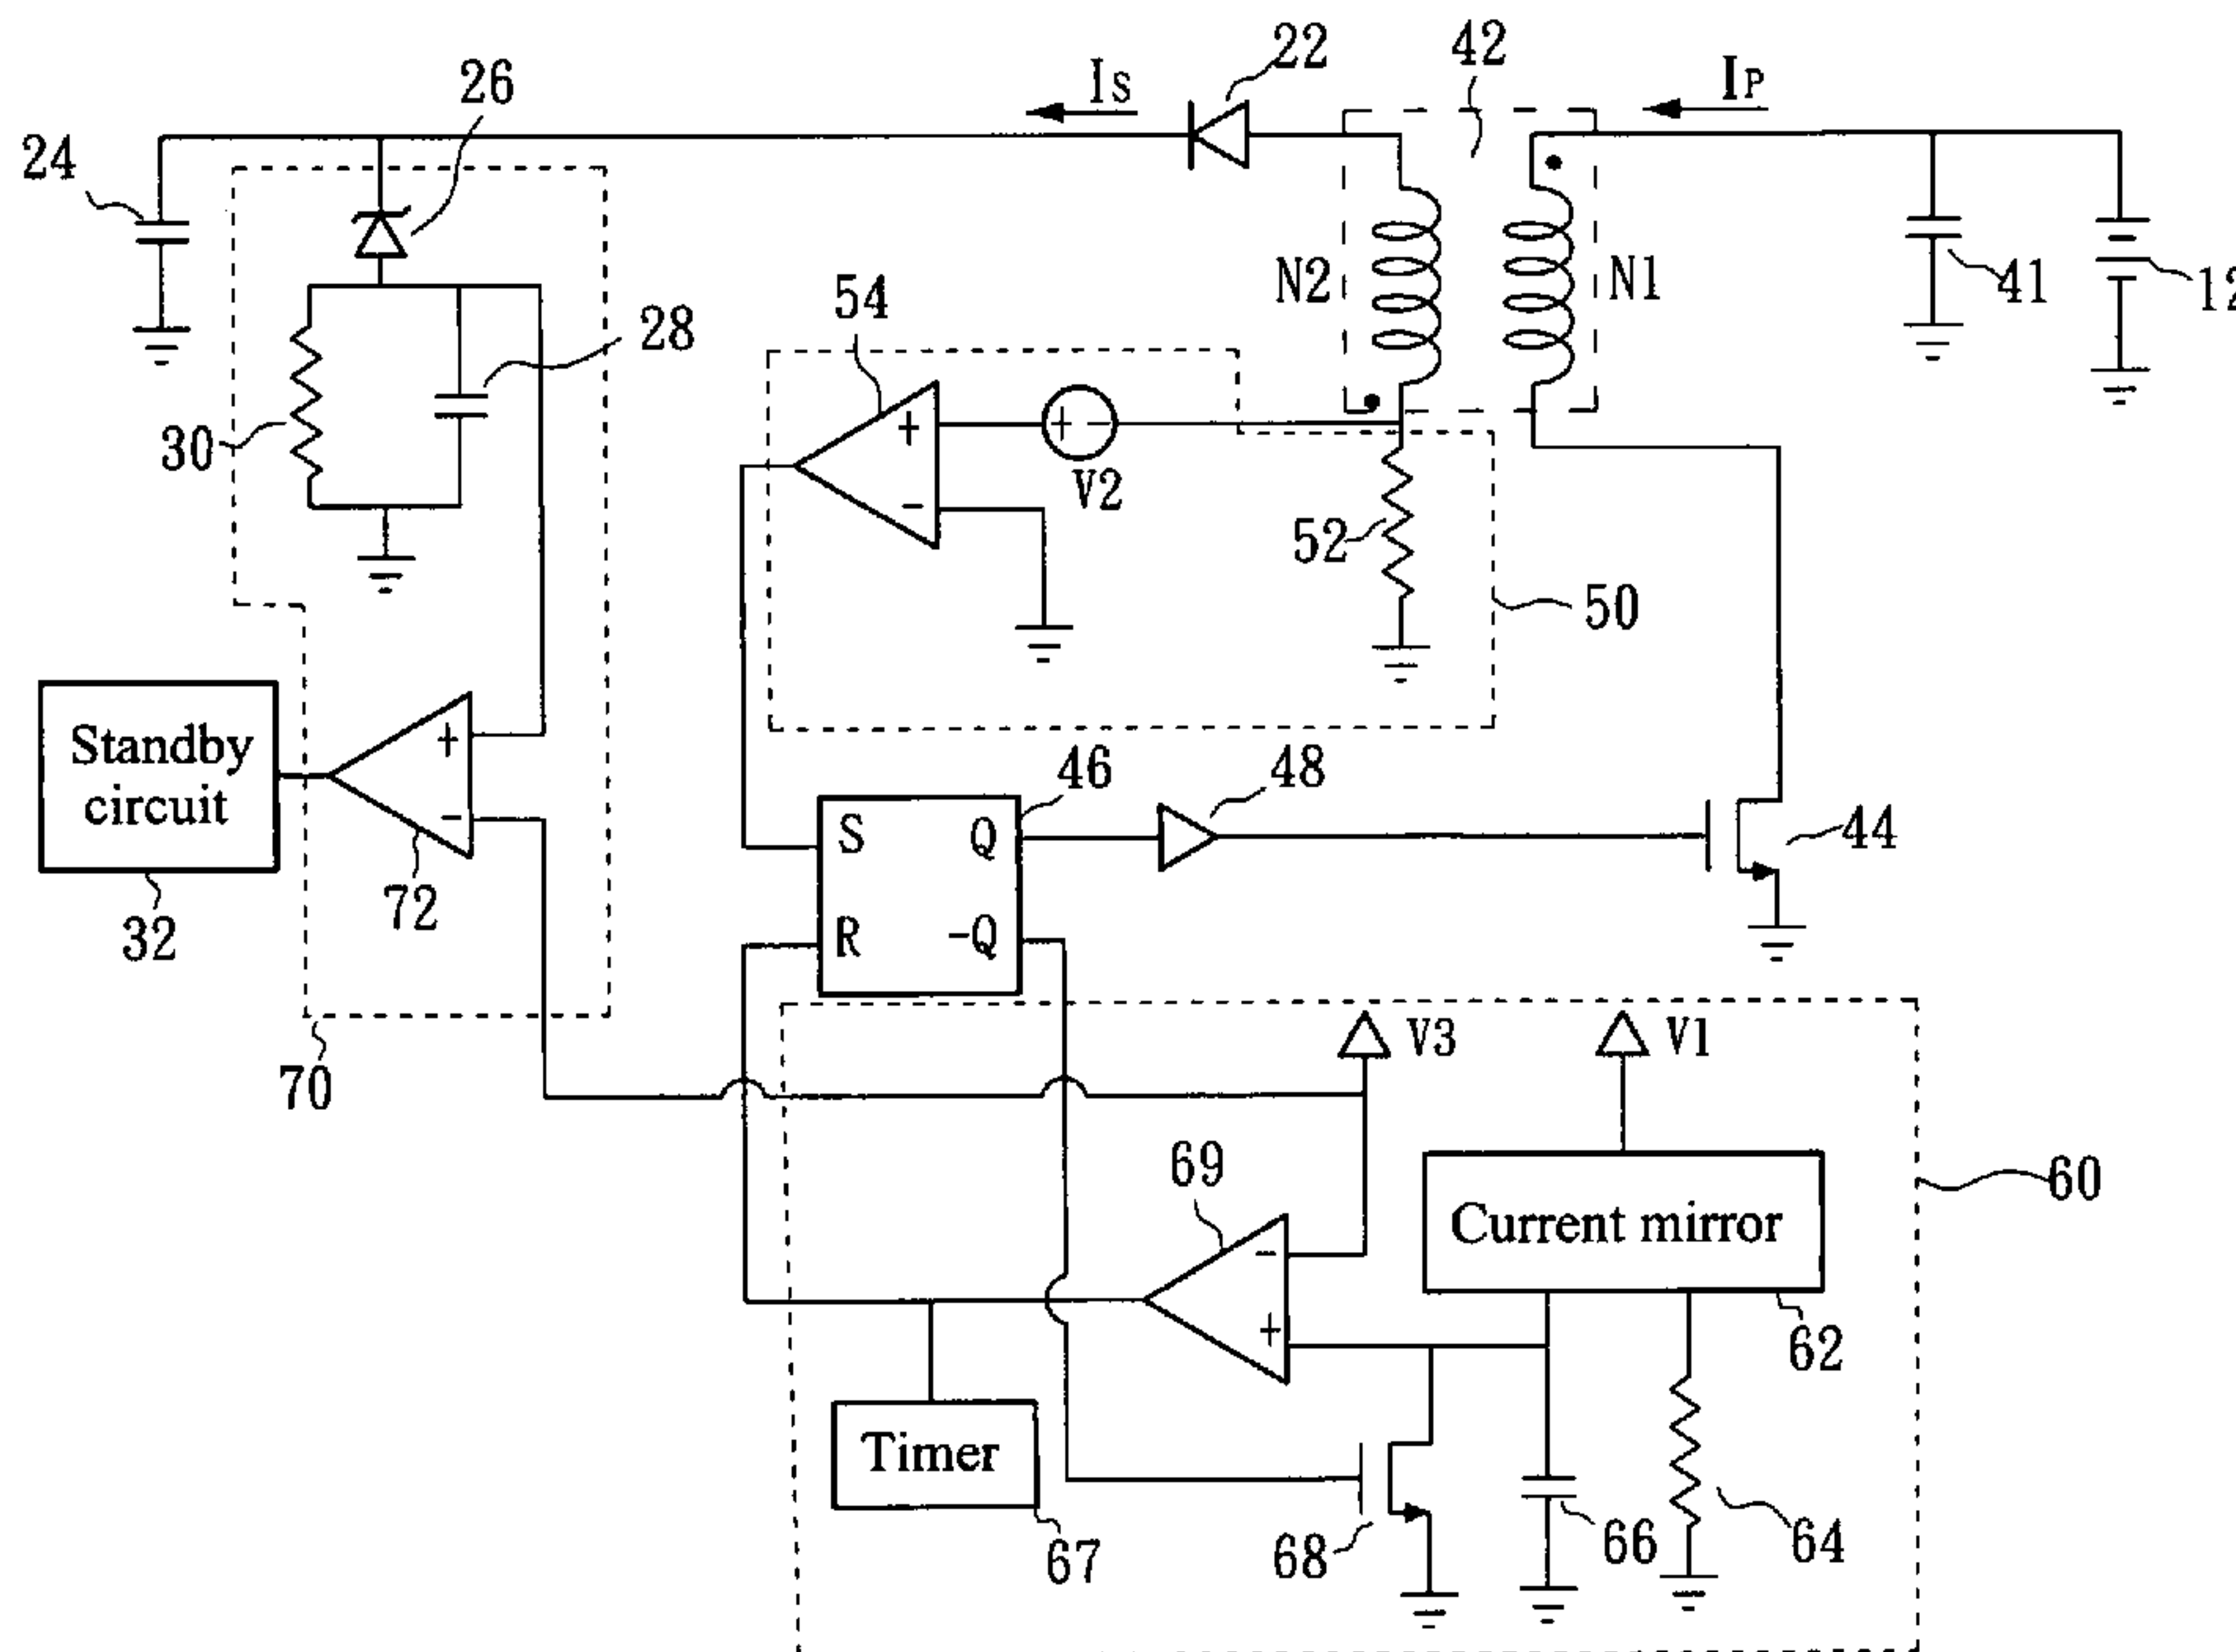 42
22
26
Is
IP
24
28
54
N2
N1
41
12
+
+ -
30
V2
-
52
50
46
48
Standby
circuit
+
-
S
Q
44
72
32
R
-Q
V3
V1
70
69
60
-
Current mirror
+
62
Timer
67
68
66
64